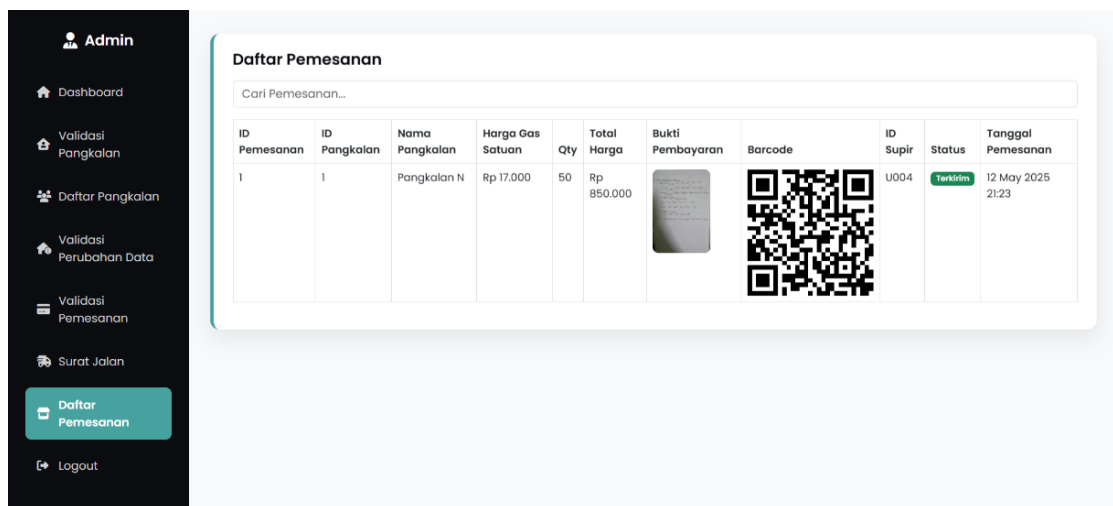 Admin
Dashboard
Validasi
Pangkalan
Daftar Pangkalan
Validasi
Perubahan Data
Validasi
Pemesanan
Surat Jalan
Daftar
Pemesanan
Logout
Daftar Pemesanan
Cari Pemesanan...
ID
Pemesanan
ID
Pangkalan
Nama
Pangkalan
Harga Gas
Satuan
Qty
Total
Harga
Bukti
Pembayaran
Barcode
ID
Supir
Status
Tanggal
Pemesanan
1
1
Pangkalan N
Rp 17.000
50
Rp
850.000
U004
Terkirim
12 May 2025
21:23